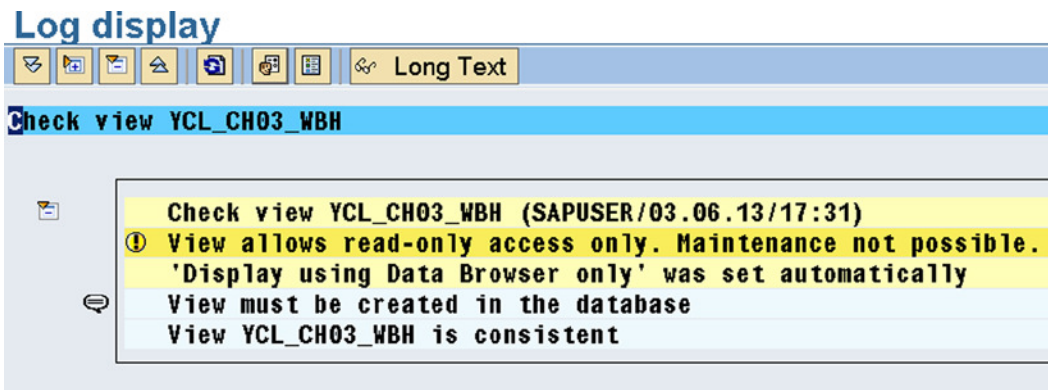 Log display
Long Text
Check view YCL_CH03_WBH
Check view YCL_CH03_WBH (SAPUSER/03.06.13/17:31)
View allows read-only access only. Maintenance not possible.
'Display using Data Browser only' was set automatically
View must be created in the database
View YCL_CH03_WBH is consistent